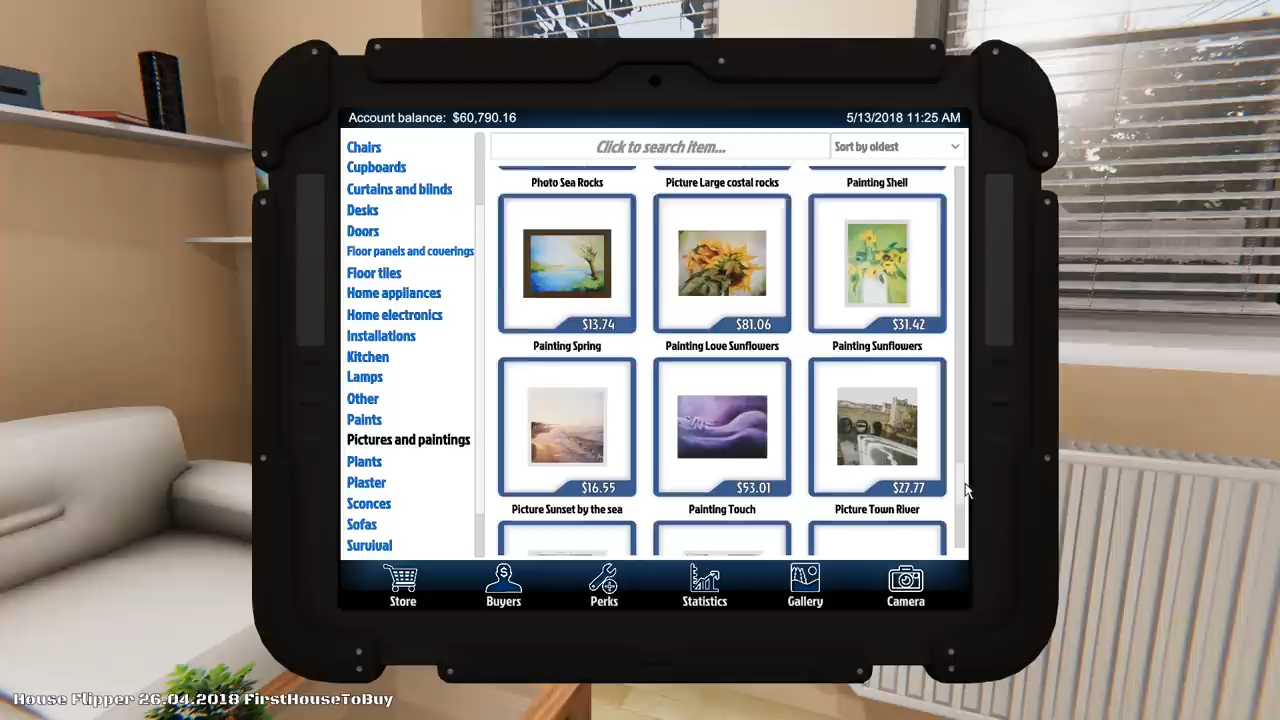 Account balance: $60,790.16
5/13/2018 11:25 AM
Click to search item...
Sort by oldest
Chairs
Cupboards
Curtains and blinds
Desks
Doors
Floor panels and coverings
Floor tiles
Home appliances
Home electronics
Installations
Kitchen
Lamps
Other
Paints
Pictures and paintings
Plants
Plaster
Sconces
Sofas
Survival
Photo Sea Rocks
Picture Large costal rocks
Painting Shell
$13.74
$81.06
$31.42
Painting Spring
Painting Love Sunflowers
Painting Sunflowers
$16.55
$53.01
$27.77
Picture Sunset by the sea
Painting Touch
Picture Town River
Store
Buyers
Perks
Statistics
Gallery
Camera
House Flipper 26.04.2018 FirstHouseToBuy